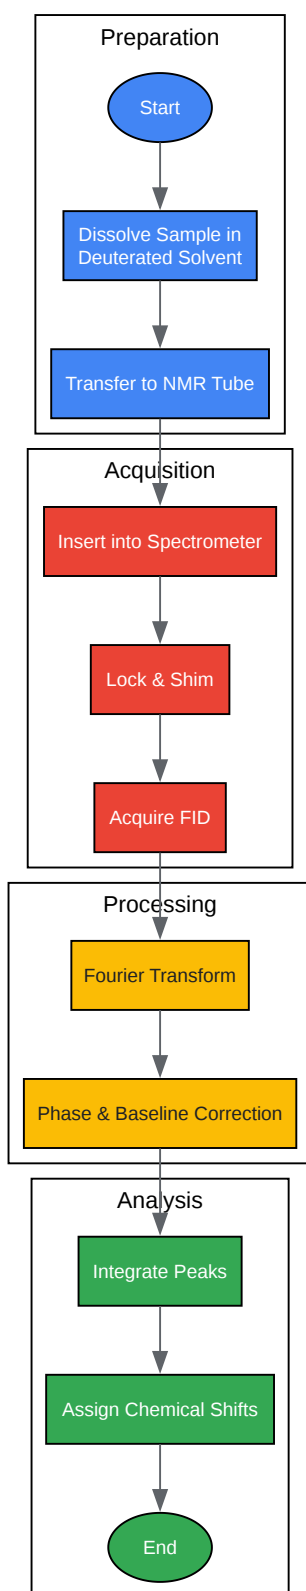 Preparation
Start
Dissolve Sample in
Deuterated Solvent
Transfer to NMR Tube
Acquisition
Insert into Spectrometer
Lock & Shim
Acquire FID
Processing
Fourier Transform
Phase & Baseline Correction
Analysis
Integrate Peaks
Assign Chemical Shifts
End